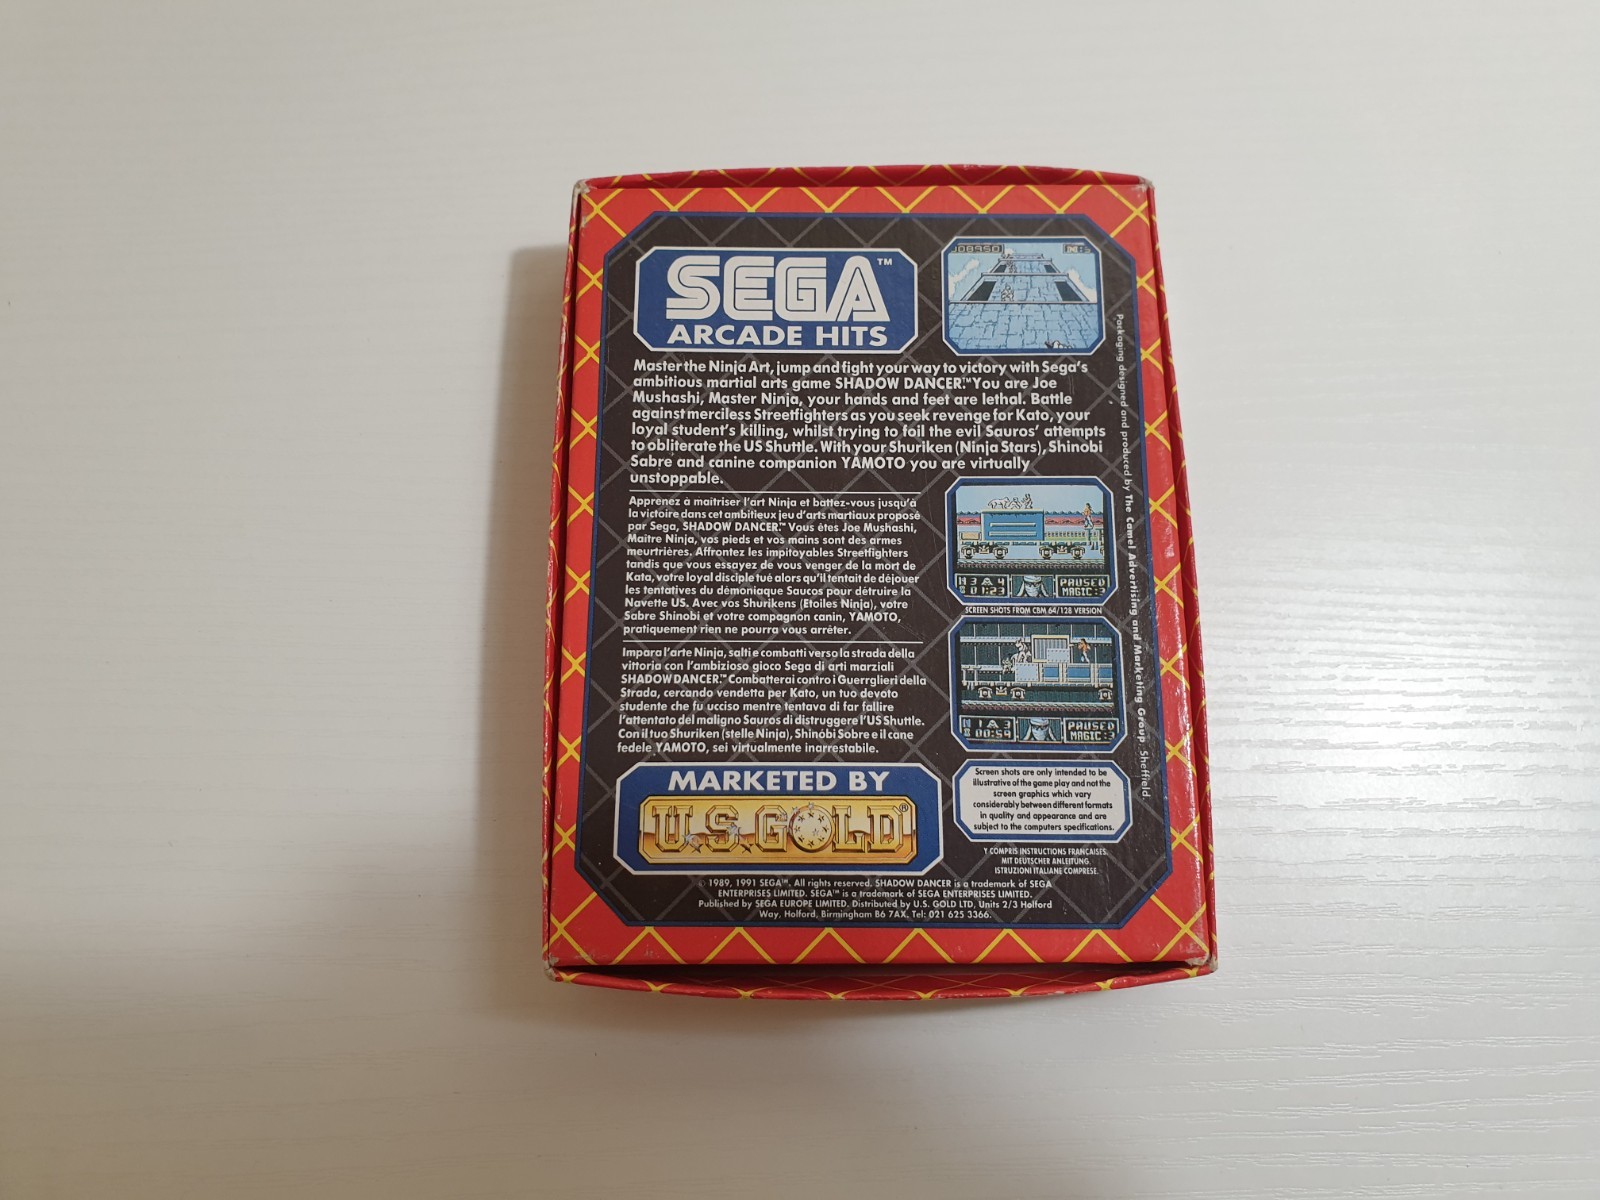 SEGA™
ARCADE HITS
Master the Ninja Art, jump and fight your way to victory with Sega's
ambitious martial arts game SHADOW DANCER.™ You are Joe
Mushashi, Master Ninja, your hands and feet are lethal. Battle
against merciless Streetfighters as you seek revenge for Kato, your
loyal student's killing, whilst trying to foil the evil Sauros' attempts
to obliterate the US Shuttle. With your Shuriken (Ninja Stars), Shinobi
Sabre and canine companion YAMOTO you are virtually
unstoppable.
Apprenez à maitriser l'art Ninja et battez-vous jusqu'à
la victoire dans cet ambitieux jeu d'arts martiaux proposé
par Sega, SHADOW DANCER.™ Vous êtes Joe Mushashi,
Maitre Ninja, vos pieds et vos mains sont des armes
meurtrières. Affrontez les impitoyables Streetfighters
tandis que vous essayez de vous venger de la mort de
Kata, votre loyal disciple tué alors qu'il tentait de déjouer
les tentatives du démoniaque Saucos pour détruire la
Navette US. Avec vos Shurikens (Etoiles Ninja), votre
Sabre Shinobi et votre compagnon canin, YAMOTO,
pratiquement rien ne pourra vous arrêter.
Impara l'arte Ninja, salti e combatti verso la strada della
vittoria con l'ambizioso gioco Sega di arti marziali
SHADOW DANCER.™ Combatterai contro i Guerrglieri della
Strada, cercando vendetta per Kato, un tuo devoto
studente che fu ucciso mentre tentava di far fallire
l'attentato del maligno Sauros di distruggere l'US Shuttle.
Con il tuo Shuriken (stelle Ninja), Shinóbi Sobre e il cane
fedele YAMOTO, sei virtualmente inarrestabile.
PAUSED
01:23 MAGIC:3
SCREEN SHOTS FROM CBM 64/128 VERSION
PAUSED
00:59 MAGIC:3
MARKETED BY
U.S. GOLD®
Screen shots are only intended to be
illustrative of the game play and not the
screen graphics which vary
considerably between different formats
in quality and appearance and are
subject to the computers specifications.
Y COMPRIS INSTRUCTIONS FRANÇAISES.
MIT DEUTSCHER ANLEITUNG.
ISTRUZIONI ITALIANE COMPRESE.
© 1989, 1991 SEGA™. All rights reserved. SHADOW DANCER is a trademark of SEGA
ENTERPRISES LIMITED. SEGA™ is a trademark of SEGA ENTERPRISES LIMITED.
Published by SEGA EUROPE LIMITED. Distributed by U.S. GOLD LTD, Units 2/3 Holford
Way, Holford, Birmingham B6 7AX. Tel: 021 625 3366.
Packaging designed and produced by The Camel Advertising and Marketing Group, Sheffield.